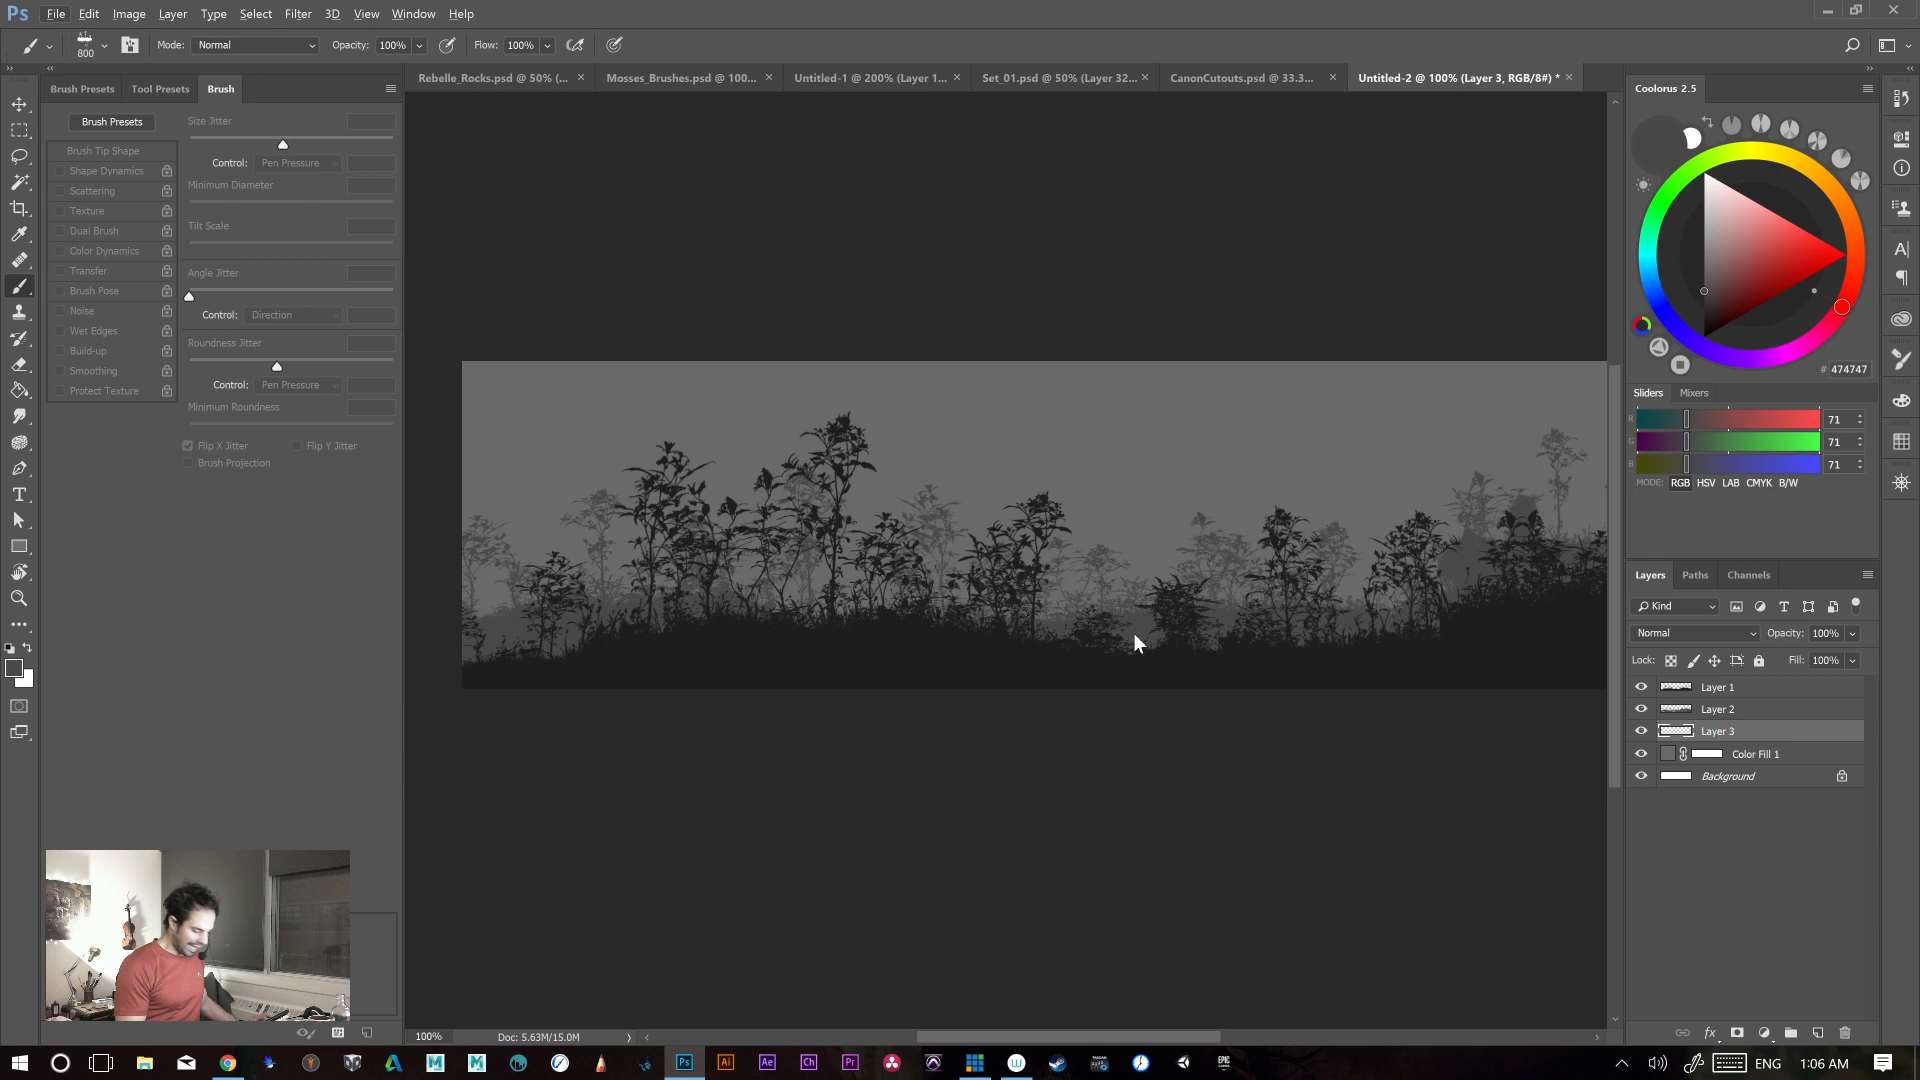 Ps File Edit Image Layer Type Select Filter 3D View Window Help
800 Mode: Normal Opacity: 100% Flow: 100%
Rebelle_Rocks.psd @ 50% (... Mosses_Brushes.psd @ 100... Untitled-1 @ 200% (Layer 1... Set_01.psd @ 50% (Layer 32... CanonCutouts.psd @ 33.3... Untitled-2 @ 100% (Layer 3, RGB/8#) *
Brush Presets Tool Presets Brush
Brush Presets
Brush Tip Shape
Shape Dynamics
Scattering
Texture
Dual Brush
Color Dynamics
Transfer
Brush Pose
Noise
Wet Edges
Build-up
Smoothing
Protect Texture
Size Jitter
Control: Pen Pressure
Minimum Diameter
Tilt Scale
Angle Jitter
Control: Direction
Roundness Jitter
Control: Pen Pressure
Minimum Roundness
Flip X Jitter Flip Y Jitter
Brush Projection
Coolorus 2.5
# 474747
Sliders Mixers
R 71
G 71
B 71
MODE: RGB HSV LAB CMYK B/W
Layers Paths Channels
Kind
Normal Opacity: 100%
Lock: Fill: 100%
Layer 1
Layer 2
Layer 3
Color Fill 1
Background
fx
100% Doc: 5.63M/15.0M
Ps Ai Ae Ch Pr
ENG 1:06 AM